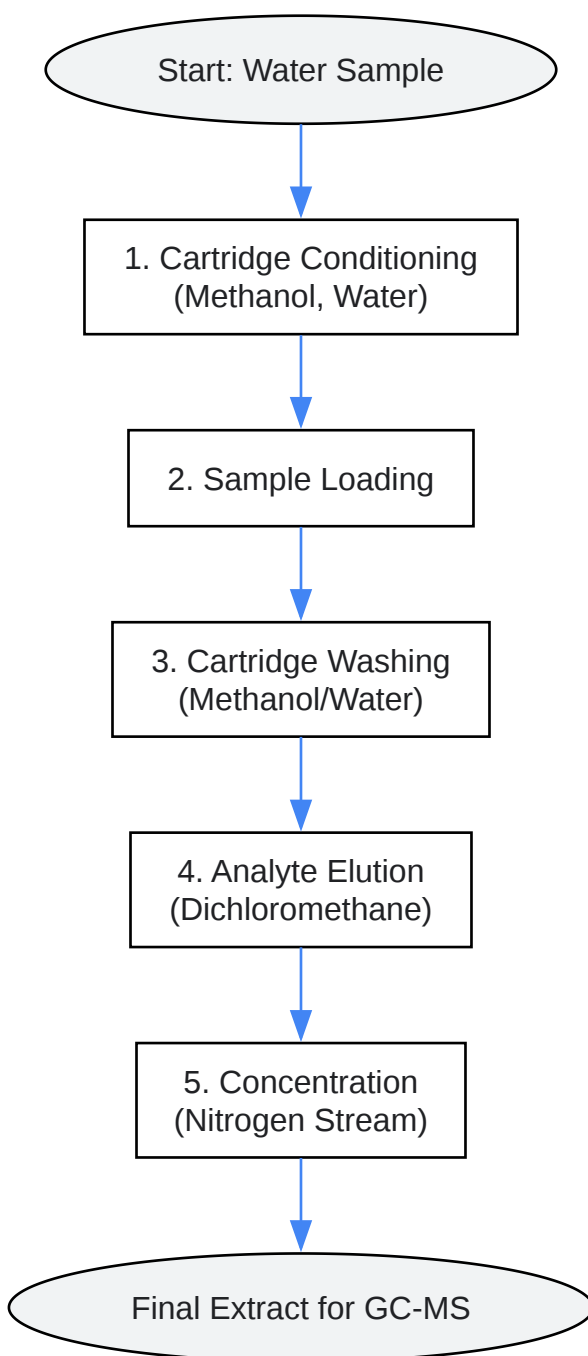 Start: Water Sample
1. Cartridge Conditioning
(Methanol, Water)
2. Sample Loading
3. Cartridge Washing
(Methanol/Water)
4. Analyte Elution
(Dichloromethane)
5. Concentration
(Nitrogen Stream)
Final Extract for GC-MS